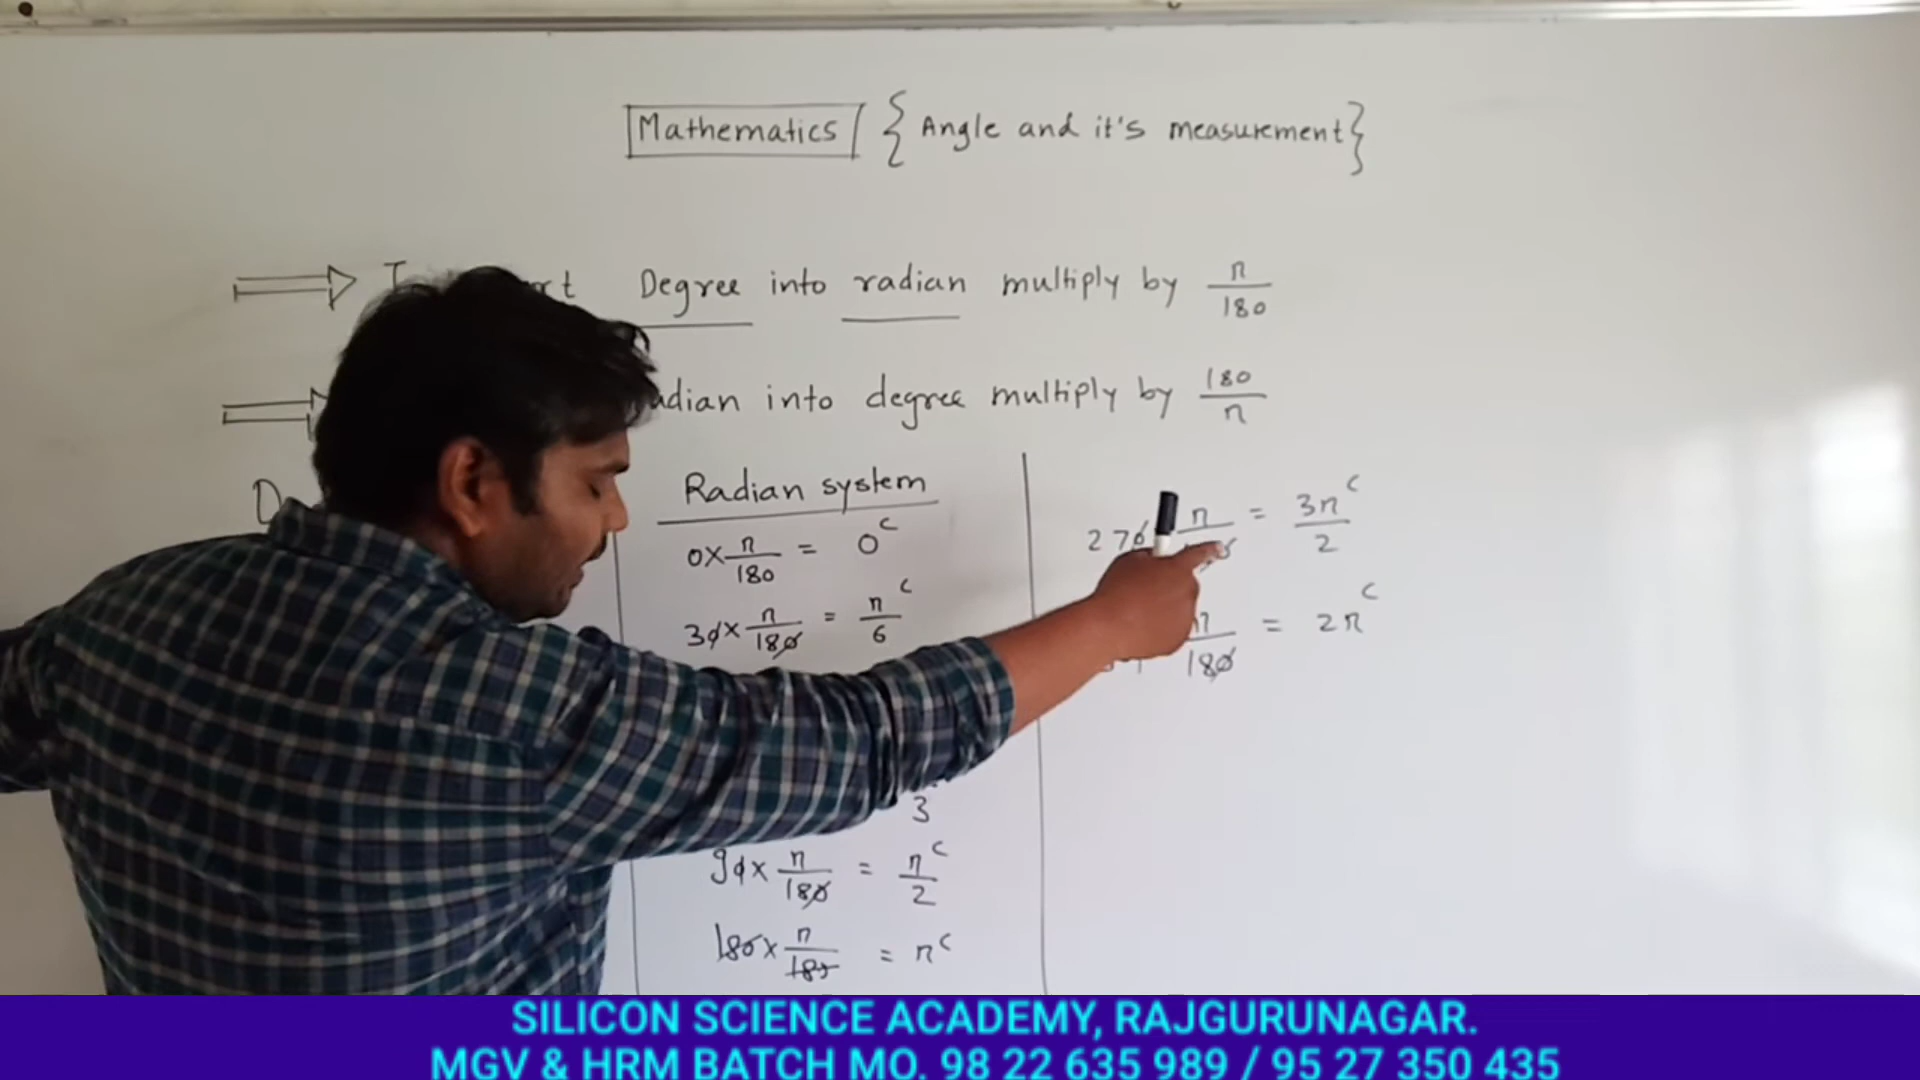 Mathematics { Angle and it's measurement }
Degree into radian multiply by π/180
into degree multiply by 180/π
Radian system
0 × π/180 = 0ᶜ
30 × π/180 = πᶜ/6
3
90 × π/180 = πᶜ/2
180 × π/180 = πᶜ
270 π = 3πᶜ/2
π/180 = 2πᶜ
SILICON SCIENCE ACADEMY, RAJGURUNAGAR.
MGV & HRM BATCH MO. 98 22 635 989 / 95 27 350 435